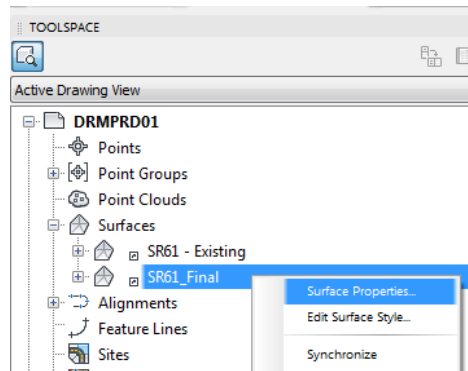 TOOLSPACE
Active Drawing View
DRMPRD01
Points
Point Groups
Point Clouds
Surfaces
SR61 - Existing
SR61_Final
Surface Properties...
Alignments
Edit Surface Style...
Feature Lines
Sites
Synchronize